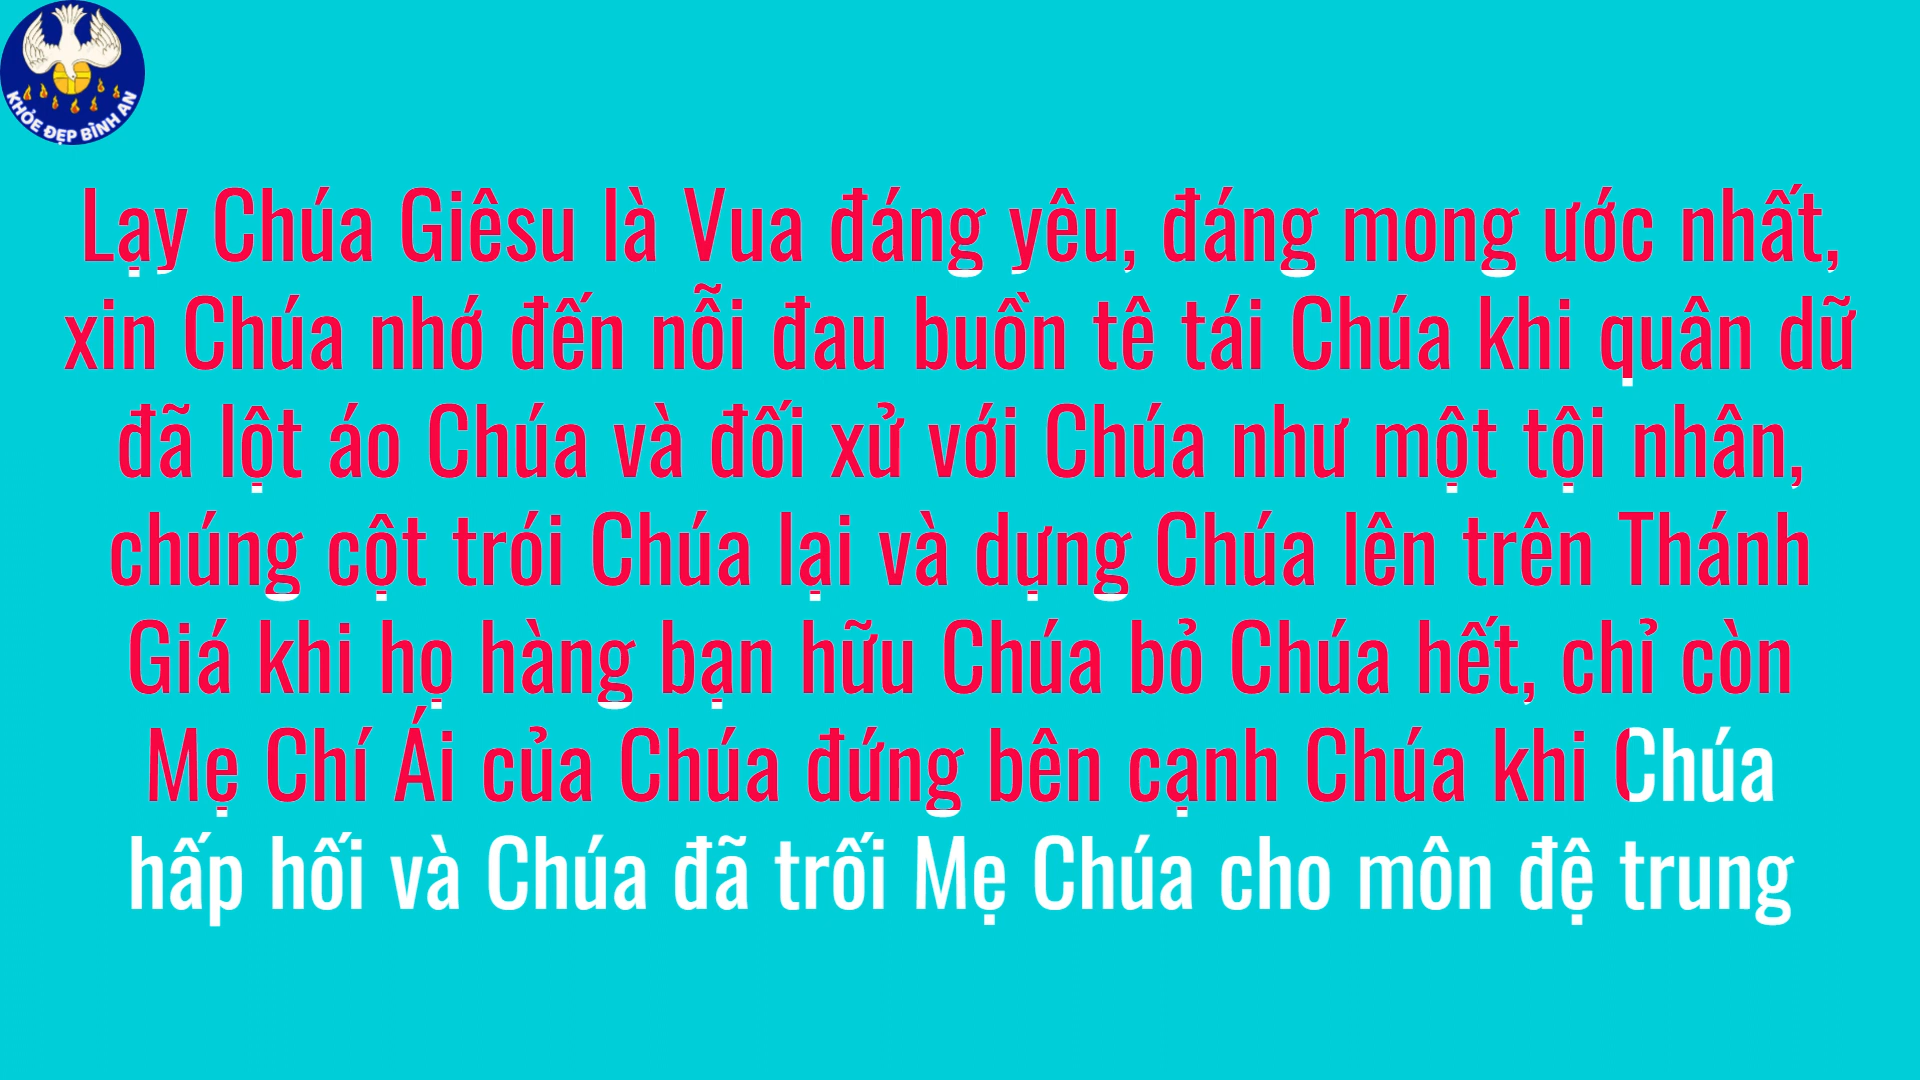 KHỎE ĐẸP BÌNH AN
Lạy Chúa Giêsu là Vua đáng yêu, đáng mong ước nhất,
xin Chúa nhớ đến nỗi đau buồn tê tái Chúa khi quân dữ
đã lột áo Chúa và đối xử với Chúa như một tội nhân,
chúng cột trói Chúa lại và dựng Chúa lên trên Thánh
Giá khi họ hàng bạn hữu Chúa bỏ Chúa hết, chỉ còn
Mẹ Chí Ái của Chúa đứng bên cạnh Chúa khi Chúa
hấp hối và Chúa đã trối Mẹ Chúa cho môn đệ trung